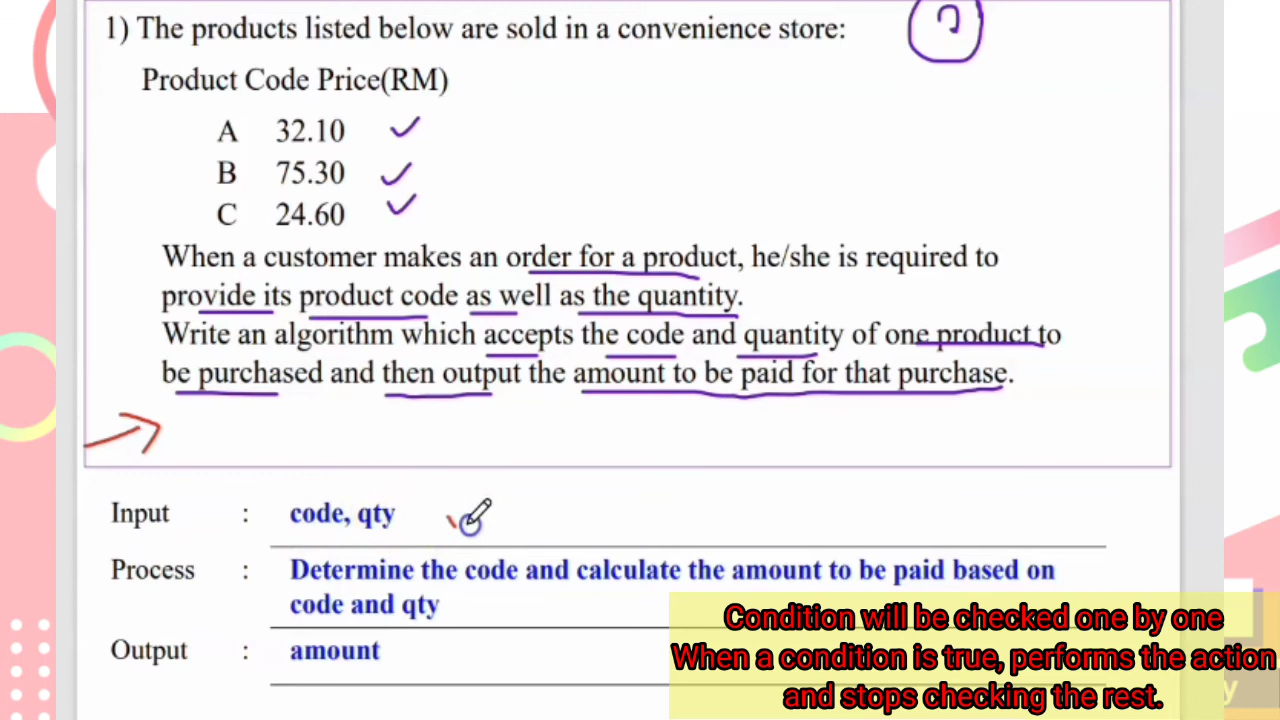 1) The products listed below are sold in a convenience store:
Product Code Price(RM)
A 32.10
B 75.30
C 24.60
When a customer makes an order for a product, he/she is required to
provide its product code as well as the quantity.
Write an algorithm which accepts the code and quantity of one product to
be purchased and then output the amount to be paid for that purchase.
Input : code, qty
Process : Determine the code and calculate the amount to be paid based on
code and qty
Output : amount
Condition will be checked one by one
When a condition is true, performs the action
and stops checking the rest.